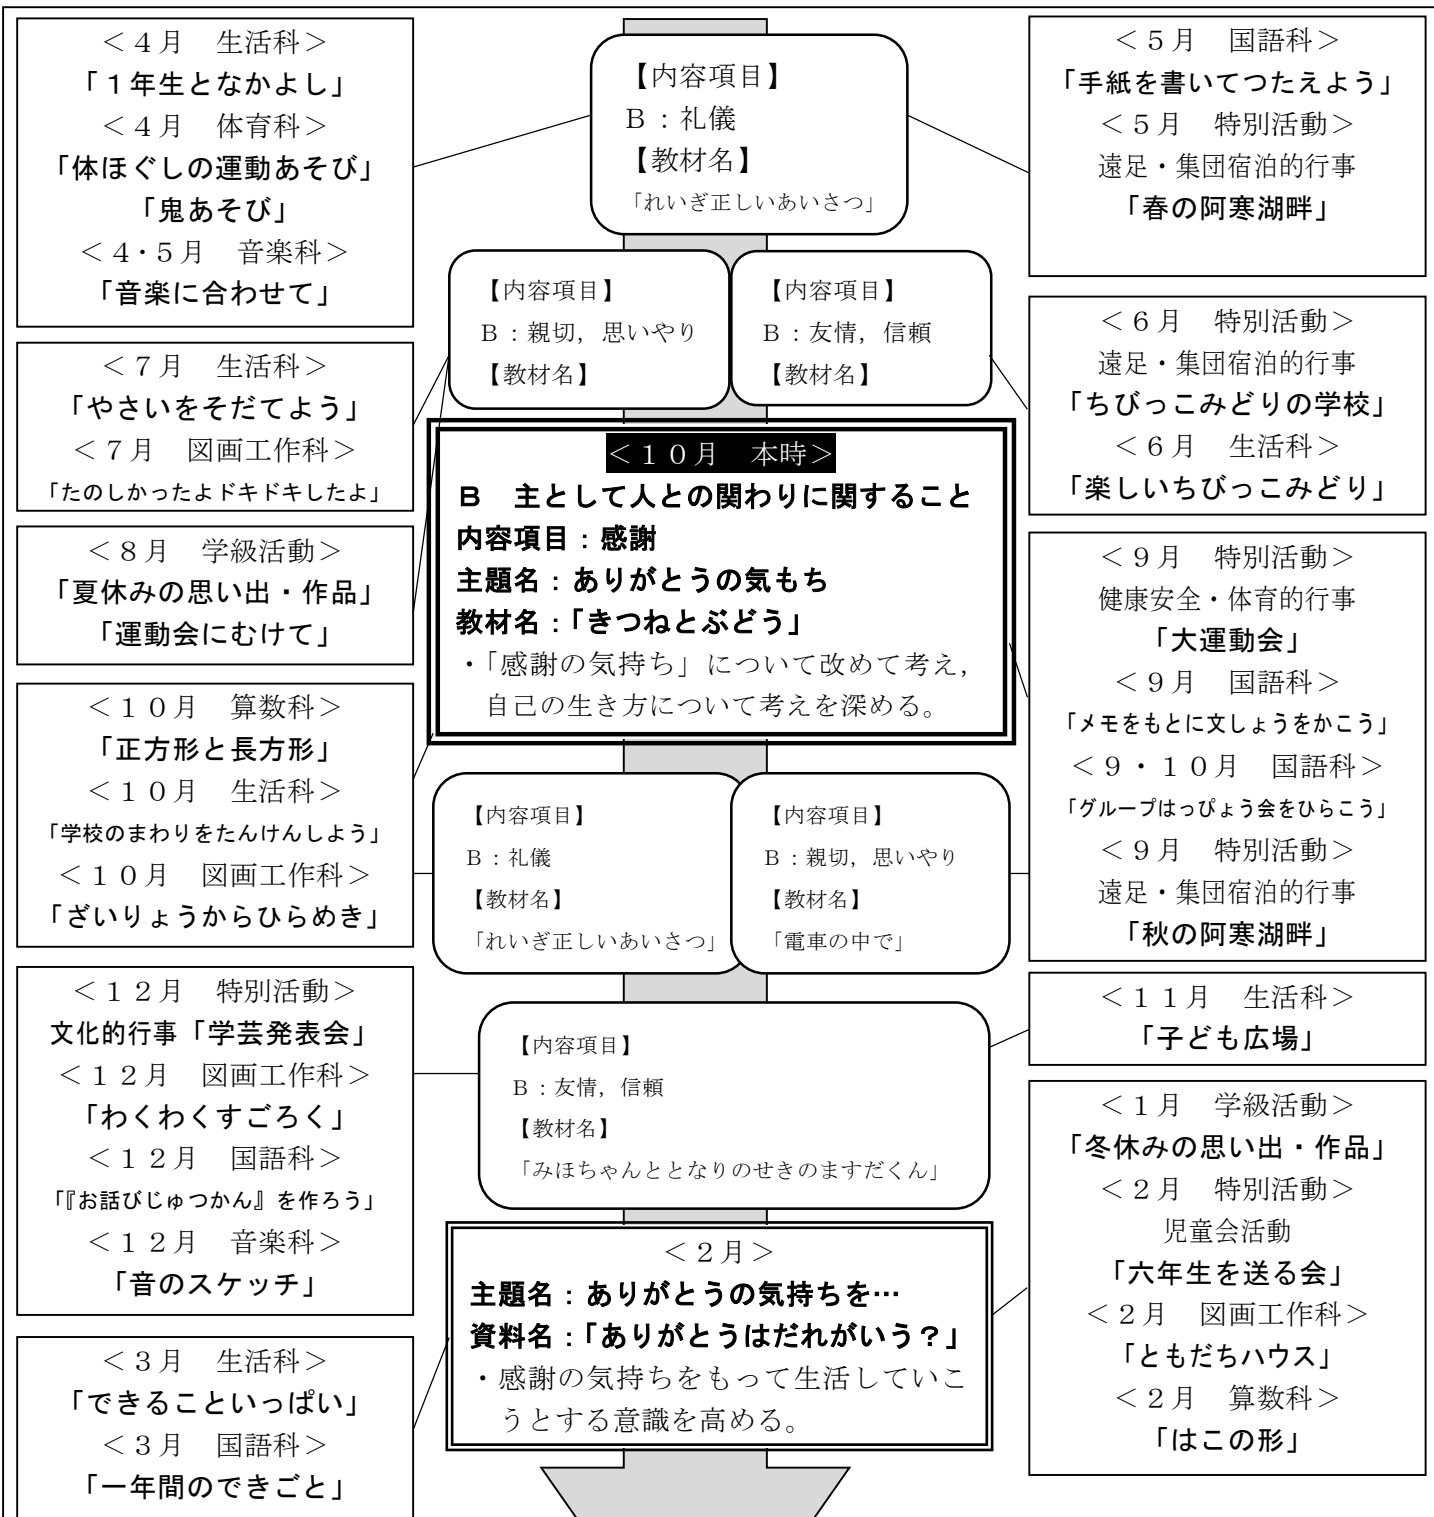 ＜４月　生活科＞
「１年生となかよし」
＜４月　体育科＞
「体ほぐしの運動あそび」
「鬼あそび」
＜４・５月　音楽科＞
「音楽に合わせて」
【内容項目】
Ｂ：礼儀
【教材名】
「れいぎ正しいあいさつ」
＜５月　国語科＞
「手紙を書いてつたえよう」
＜５月　特別活動＞
遠足・集団宿泊的行事
「春の阿寒湖畔」
【内容項目】
Ｂ：親切，思いやり
【教材名】
【内容項目】
Ｂ：友情，信頼
【教材名】
＜６月　特別活動＞
遠足・集団宿泊的行事
「ちびっこみどりの学校」
＜６月　生活科＞
「楽しいちびっこみどり」
＜７月　生活科＞
「やさいをそだてよう」
＜７月　図画工作科＞
「たのしかったよドキドキしたよ」
＜８月　学級活動＞
「夏休みの思い出・作品」
「運動会にむけて」
＜１０月　本時＞
Ｂ　主として人との関わりに関すること
内容項目：感謝
主題名：ありがとうの気もち
教材名：「きつねとぶどう」
・「感謝の気持ち」について改めて考え，
自己の生き方について考えを深める。
＜９月　特別活動＞
健康安全・体育的行事
「大運動会」
＜９月　国語科＞
「メモをもとに文しょうをかこう」
＜９・１０月　国語科＞
「グループはっぴょう会をひらこう」
＜９月　特別活動＞
遠足・集団宿泊的行事
「秋の阿寒湖畔」
＜１０月　算数科＞
「正方形と長方形」
＜１０月　生活科＞
「学校のまわりをたんけんしよう」
＜１０月　図画工作科＞
「ざいりょうからひらめき」
【内容項目】
Ｂ：礼儀
【教材名】
「れいぎ正しいあいさつ」
【内容項目】
Ｂ：親切，思いやり
【教材名】
「電車の中で」
＜１１月　生活科＞
「子ども広場」
＜１２月　特別活動＞
文化的行事「学芸発表会」
＜１２月　図画工作科＞
「わくわくすごろく」
＜１２月　国語科＞
「『お話びじゅつかん』を作ろう」
＜１２月　音楽科＞
「音のスケッチ」
【内容項目】
Ｂ：友情，信頼
【教材名】
「みほちゃんととなりのせきのますだくん」
＜１月　学級活動＞
「冬休みの思い出・作品」
＜２月　特別活動＞
児童会活動
「六年生を送る会」
＜２月　図画工作科＞
「ともだちハウス」
＜２月　算数科＞
「はこの形」
＜２月＞
主題名：ありがとうの気持ちを…
資料名：「ありがとうはだれがいう？」
・感謝の気持ちをもって生活していこ
うとする意識を高める。
＜３月　生活科＞
「できることいっぱい」
＜３月　国語科＞
「一年間のできごと」